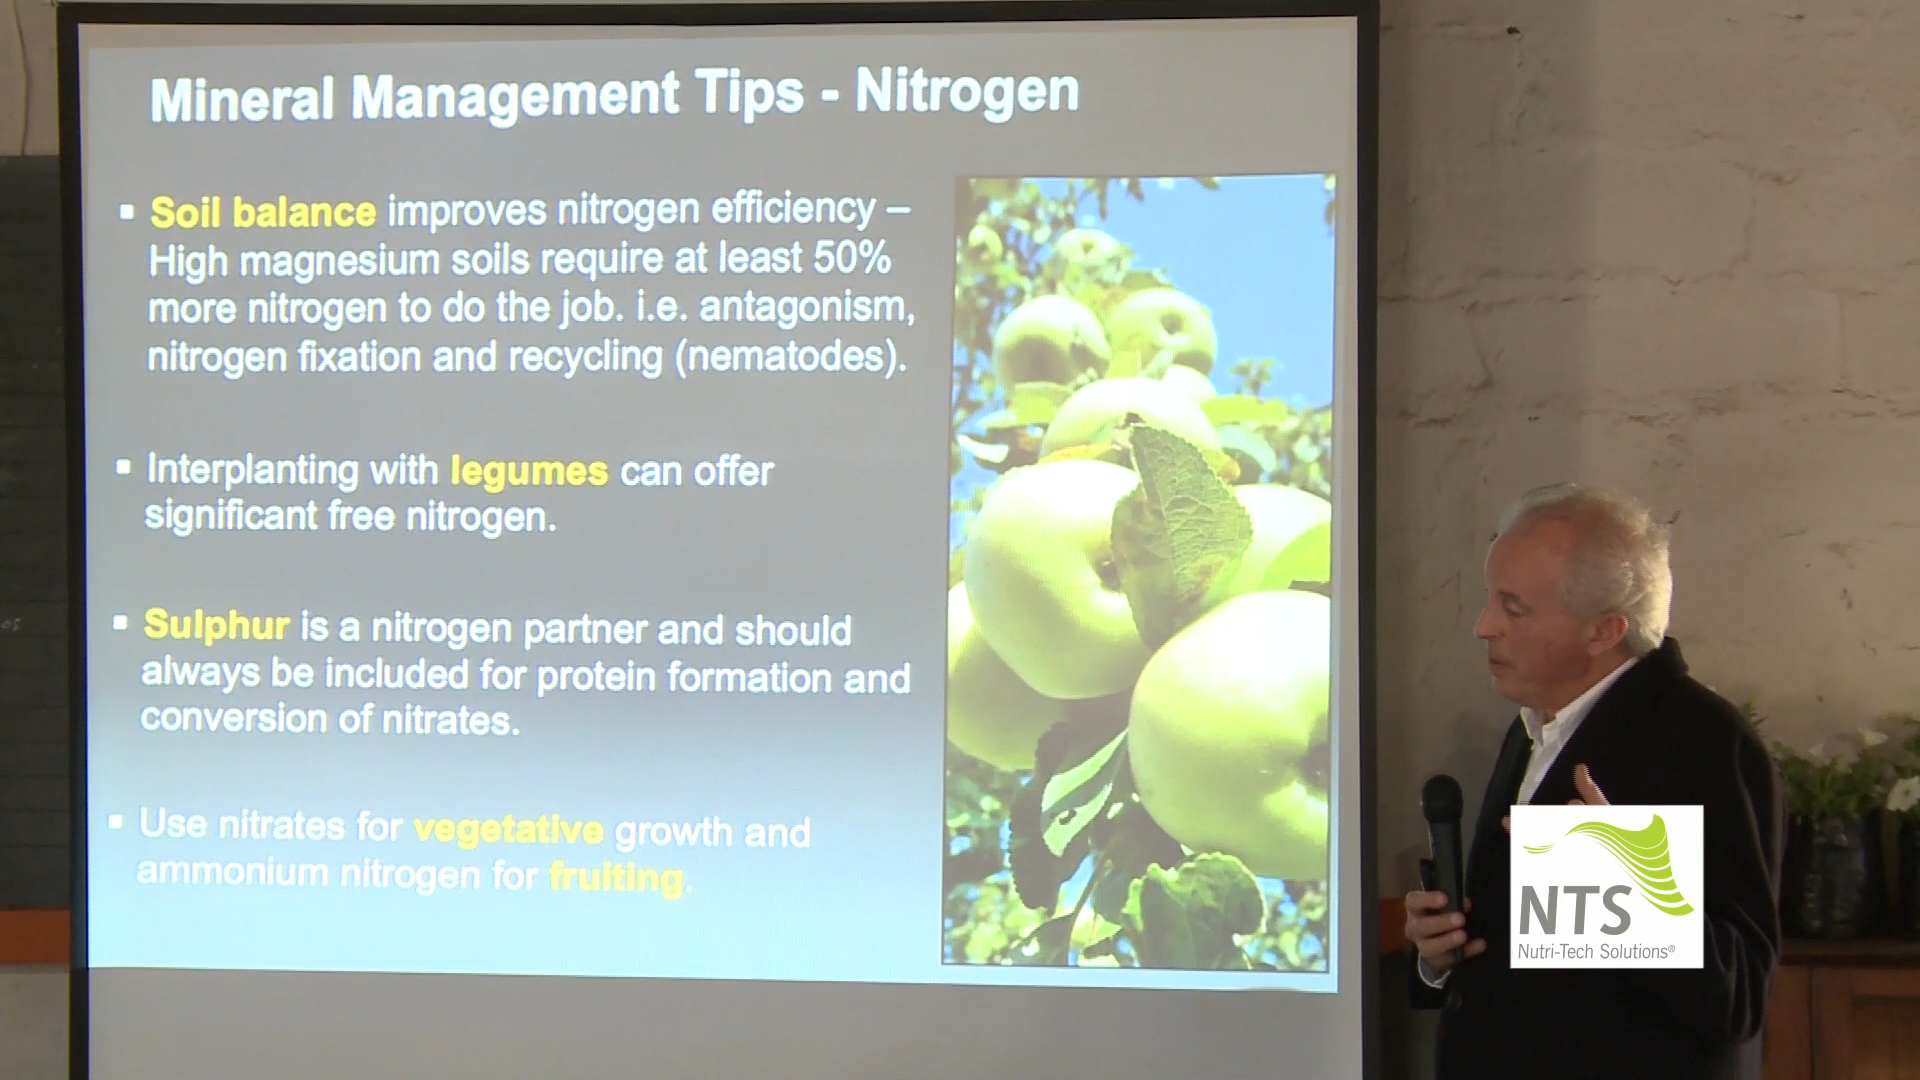 Mineral Management Tips - Nitrogen
▪ Soil balance improves nitrogen efficiency –
High magnesium soils require at least 50%
more nitrogen to do the job. i.e. antagonism,
nitrogen fixation and recycling (nematodes).
▪ Interplanting with legumes can offer
significant free nitrogen.
▪ Sulphur is a nitrogen partner and should
always be included for protein formation and
conversion of nitrates.
▪ Use nitrates for vegetative growth and
ammonium nitrogen for fruiting.
NTS
Nutri-Tech Solutions®